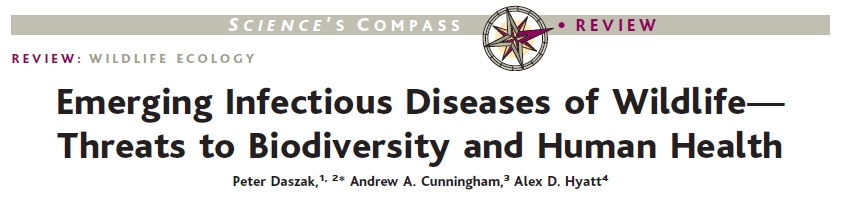 SCIENCE'S COMPASS • REVIEW
REVIEW: WILDLIFE ECOLOGY
Emerging Infectious Diseases of Wildlife—
Threats to Biodiversity and Human Health
Peter Daszak,¹, ²* Andrew A. Cunningham,³ Alex D. Hyatt⁴